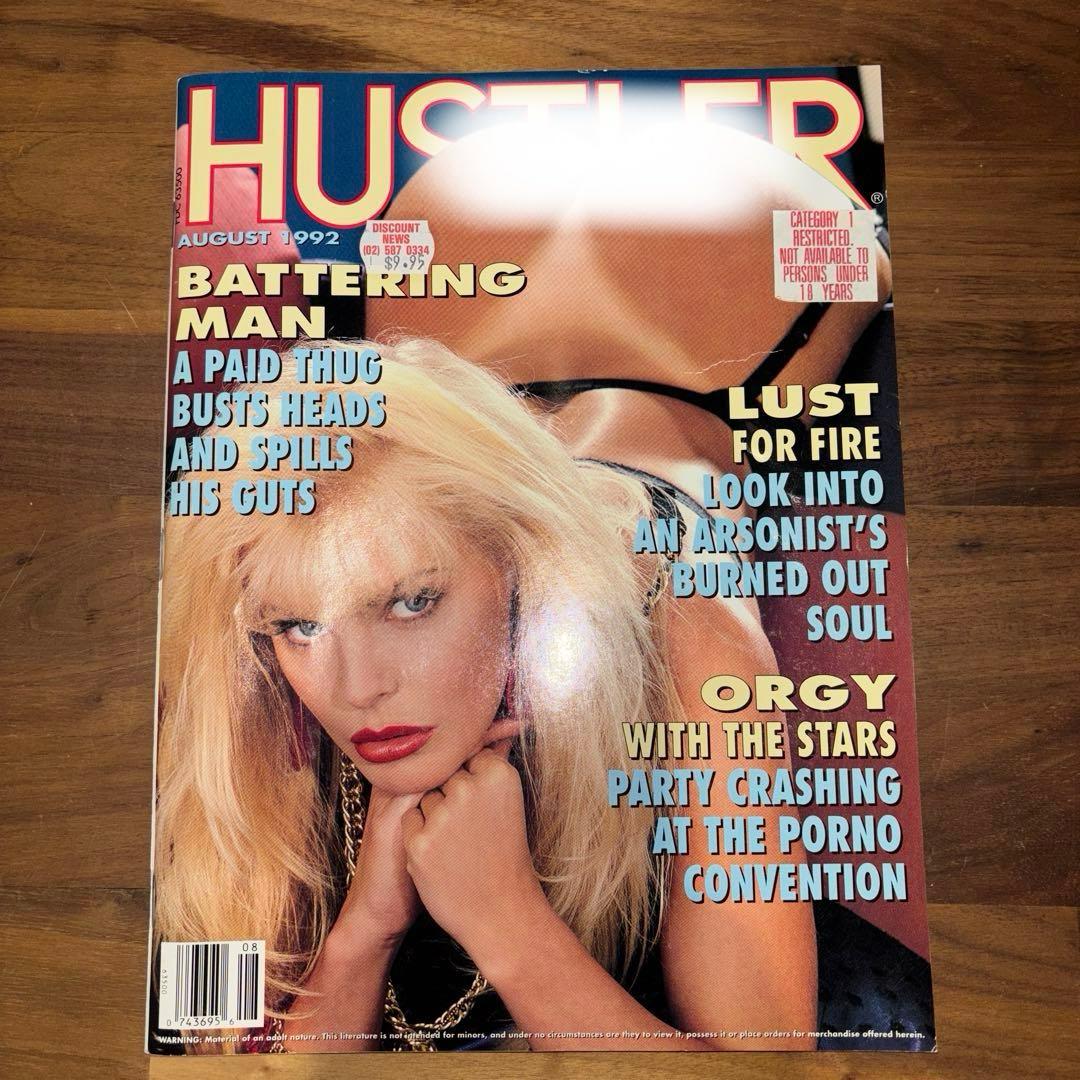 HUSTLER
®
AUGUST 1992
DISCOUNT
NEWS
(02) 587 0334
$9.95
CATEGORY 1
RESTRICTED.
NOT AVAILABLE TO
PERSONS UNDER
18 YEARS
BATTERING
MAN
A PAID THUG
BUSTS HEADS
AND SPILLS
HIS GUTS
LUST
FOR FIRE
LOOK INTO
AN ARSONIST'S
BURNED OUT
SOUL
ORGY
WITH THE STARS
PARTY CRASHING
AT THE PORNO
CONVENTION
08
63500
0 743695 6
WARNING: Material of an adult nature. This literature is not intended for minors, and under no circumstances are they to view it, possess it or place orders for merchandise offered herein.